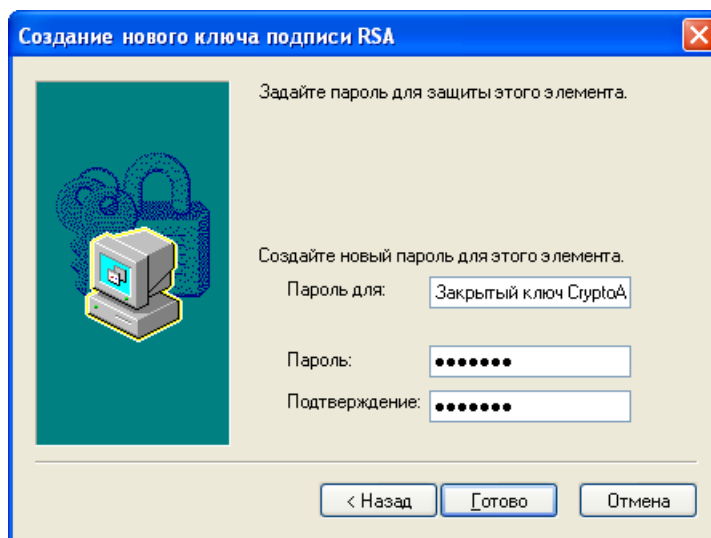 Создание нового ключа подписи RSA
Задайте пароль для защиты этого элемента.
Создайте новый пароль для этого элемента.
Пароль для: Закрытый ключ CryptoA
Пароль: ●●●●●●●
Подтверждение: ●●●●●●●
< Назад Готово Отмена